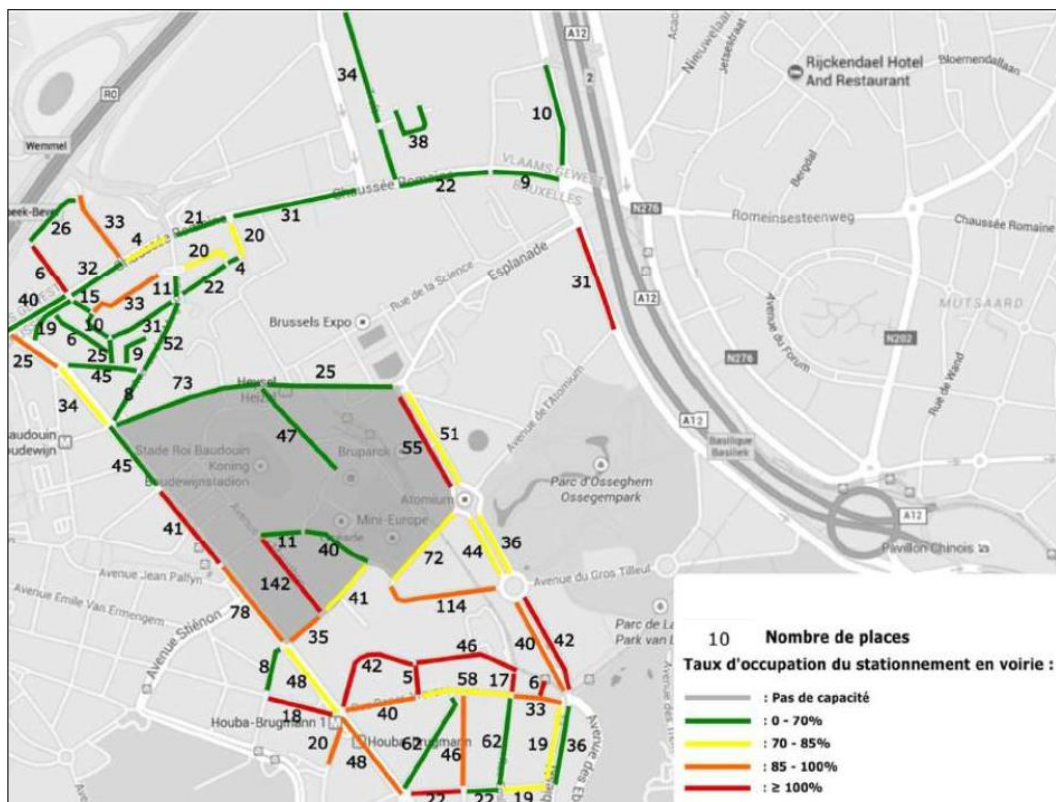 A12
Nieuwelaan
Jetsestraat
Rijckendael Hotel
And Restaurant
Bloemendallaan
R0
2
34
10
38
Wemmel
Bergdal
VLAAMS GEWEST
BRUXELLES
Chaussée Romaine
22
9
N276
Romeinsesteenweg
Chaussée Romaine
26
33
21
31
4
20
20
4
6
32
Chaussée Romaine
Esplanade
Rue de la Science
31
40
15
11
22
33
A12
MUTSAARD
19
6
10
31
52
Brussels Expo
Avenue du Forum
N202
25
25
9
45
8
N276
Rue de Wand
73
25
34
Heysel
Heizel
Avenue de l'Atomium
A12
47
55
51
Stade Roi Baudouin
Koning
Boudewijnstadion
Bruparck
Basilique
Basiliek
45
Parc d'Osseghem
Ossegempark
Atomium
41
Mini-Europe
A12
Pavillon Chinois
11
40
72
44
36
Avenue Jean Palfyn
142
41
Avenue du Gros Tilleul
Avenue Emile Van Ermengem
78
114
Avenue Stiénon
35
40
42
8
48
42
46
5
58
17
6
18
40
33
Houba-Brugmann
Houba-Brugmann
20
48
62
46
62
19
36
22
22
19
10 Nombre de places
Taux d'occupation du stationnement en voirie :
: Pas de capacité
: 0 - 70%
: 70 - 85%
: 85 - 100%
: ≥ 100%